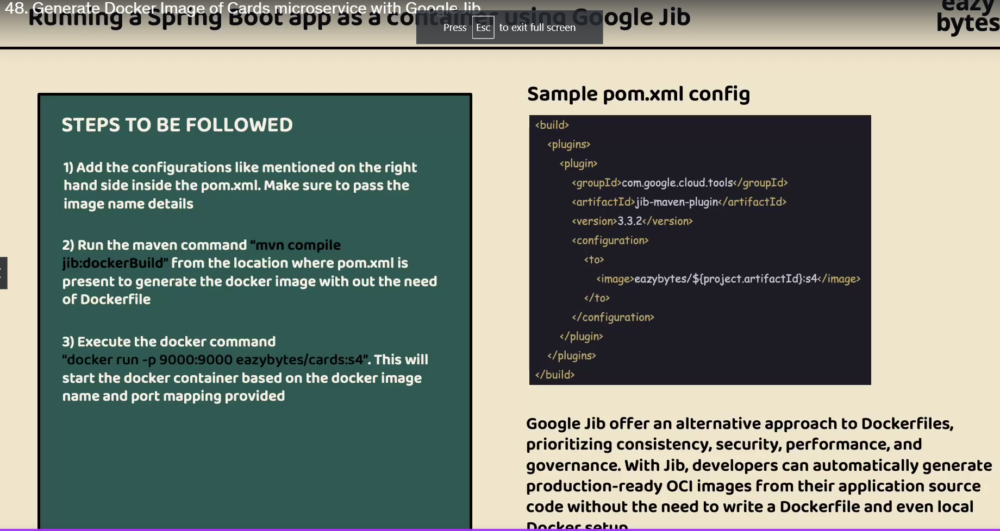 48. Generate Docker Image of Cards microservice with Google Jib
Running a Spring Boot app as a container using Google Jib
Press Esc to exit full screen
eazy
bytes
STEPS TO BE FOLLOWED
1) Add the configurations like mentioned on the right
hand side inside the pom.xml. Make sure to pass the
image name details
2) Run the maven command “mvn compile
jib:dockerBuild” from the location where pom.xml is
present to generate the docker image with out the need
of Dockerfile
3) Execute the docker command
“docker run -p 9000:9000 eazybytes/cards:s4”. This will
start the docker container based on the docker image
name and port mapping provided
Sample pom.xml config
<build>
<plugins>
<plugin>
<groupId>com.google.cloud.tools</groupId>
<artifactId>jib-maven-plugin</artifactId>
<version>3.3.2</version>
<configuration>
<to>
<image>eazybytes/${project.artifactId}:s4</image>
</to>
</configuration>
</plugin>
</plugins>
</build>
Google Jib offer an alternative approach to Dockerfiles,
prioritizing consistency, security, performance, and
governance. With Jib, developers can automatically generate
production-ready OCI images from their application source
code without the need to write a Dockerfile and even local
Docker setup